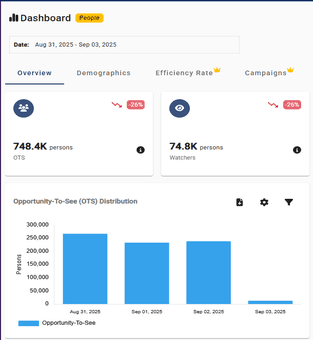 Dashboard People
Date: Aug 31, 2025 - Sep 03, 2025
Overview Demographics Efficiency Rate Campaigns
-26% -26%
748.4K persons 74.8K persons
OTS Watchers
Opportunity-To-See (OTS) Distribution
300,000
250,000
200,000
150,000
100,000
50,000
0
Persons
Aug 31, 2025 Sep 01, 2025 Sep 02, 2025 Sep 03, 2025
Opportunity-To-See